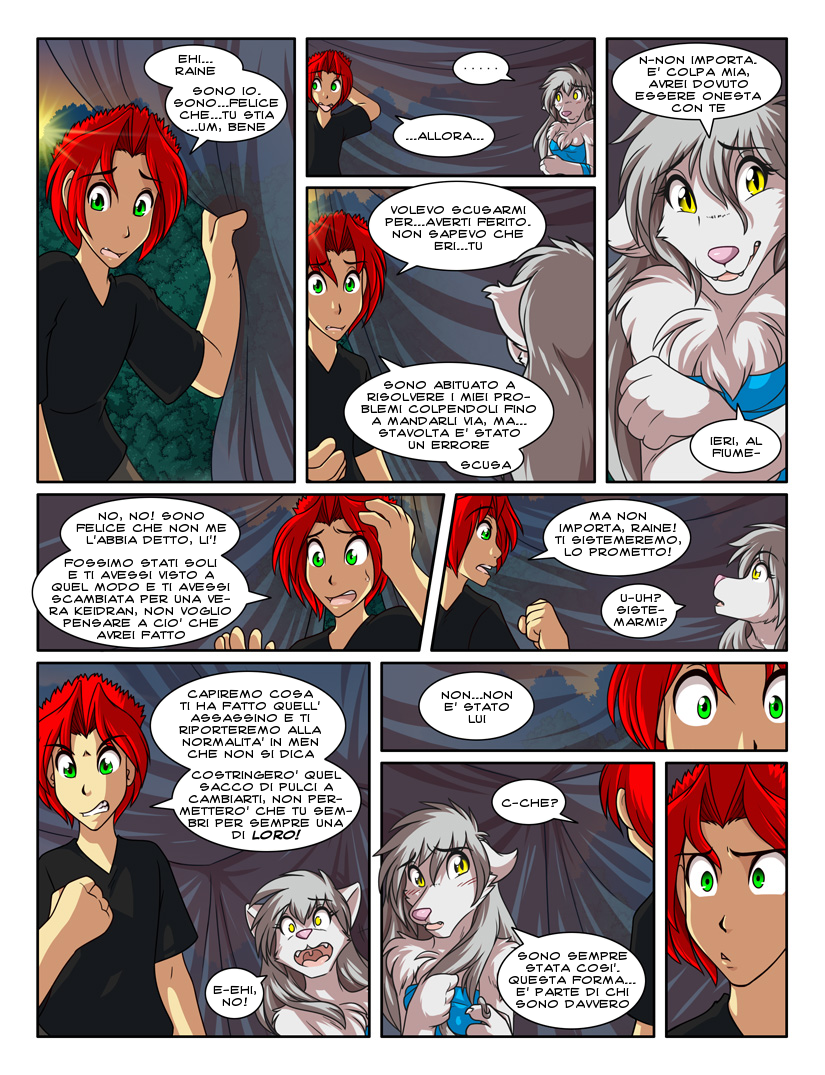 EHI...
RAINE
SONO IO.
SONO...FELICE
CHE...TU STIA
...UM, BENE
. . . . .
...ALLORA...
VOLEVO SCUSARMI
PER...AVERTI FERITO.
NON SAPEVO CHE
ERI...TU
SONO ABITUATO A
RISOLVERE I MIEI PRO-
BLEMI COLPENDOLI FINO
A MANDARLI VIA, MA...
STAVOLTA E' STATO
UN ERRORE
SCUSA
N-NON IMPORTA.
E' COLPA MIA,
AVREI DOVUTO
ESSERE ONESTA
CON TE
IERI, AL
FIUME-
NO, NO! SONO
FELICE CHE NON ME
L'ABBIA DETTO, LI'!
FOSSIMO STATI SOLI
E TI AVESSI VISTO A
QUEL MODO E TI AVESSI
SCAMBIATA PER UNA VE-
RA KEIDRAN, NON VOGLIO
PENSARE A CIO' CHE
AVREI FATTO
MA NON
IMPORTA, RAINE!
TI SISTEMEREMO,
LO PROMETTO!
U-UH?
SISTE-
MARMI?
CAPIREMO COSA
TI HA FATTO QUELL'
ASSASSINO E TI
RIPORTEREMO ALLA
NORMALITA' IN MEN
CHE NON SI DICA
COSTRINGERO' QUEL
SACCO DI PULCI A
CAMBIARTI, NON PER-
METTERO' CHE TU SEM-
BRI PER SEMPRE UNA
DI LORO!
E-EHI,
NO!
NON...NON
E' STATO
LUI
C-CHE?
SONO SEMPRE
STATA COSI'.
QUESTA FORMA...
E' PARTE DI CHI
SONO DAVVERO